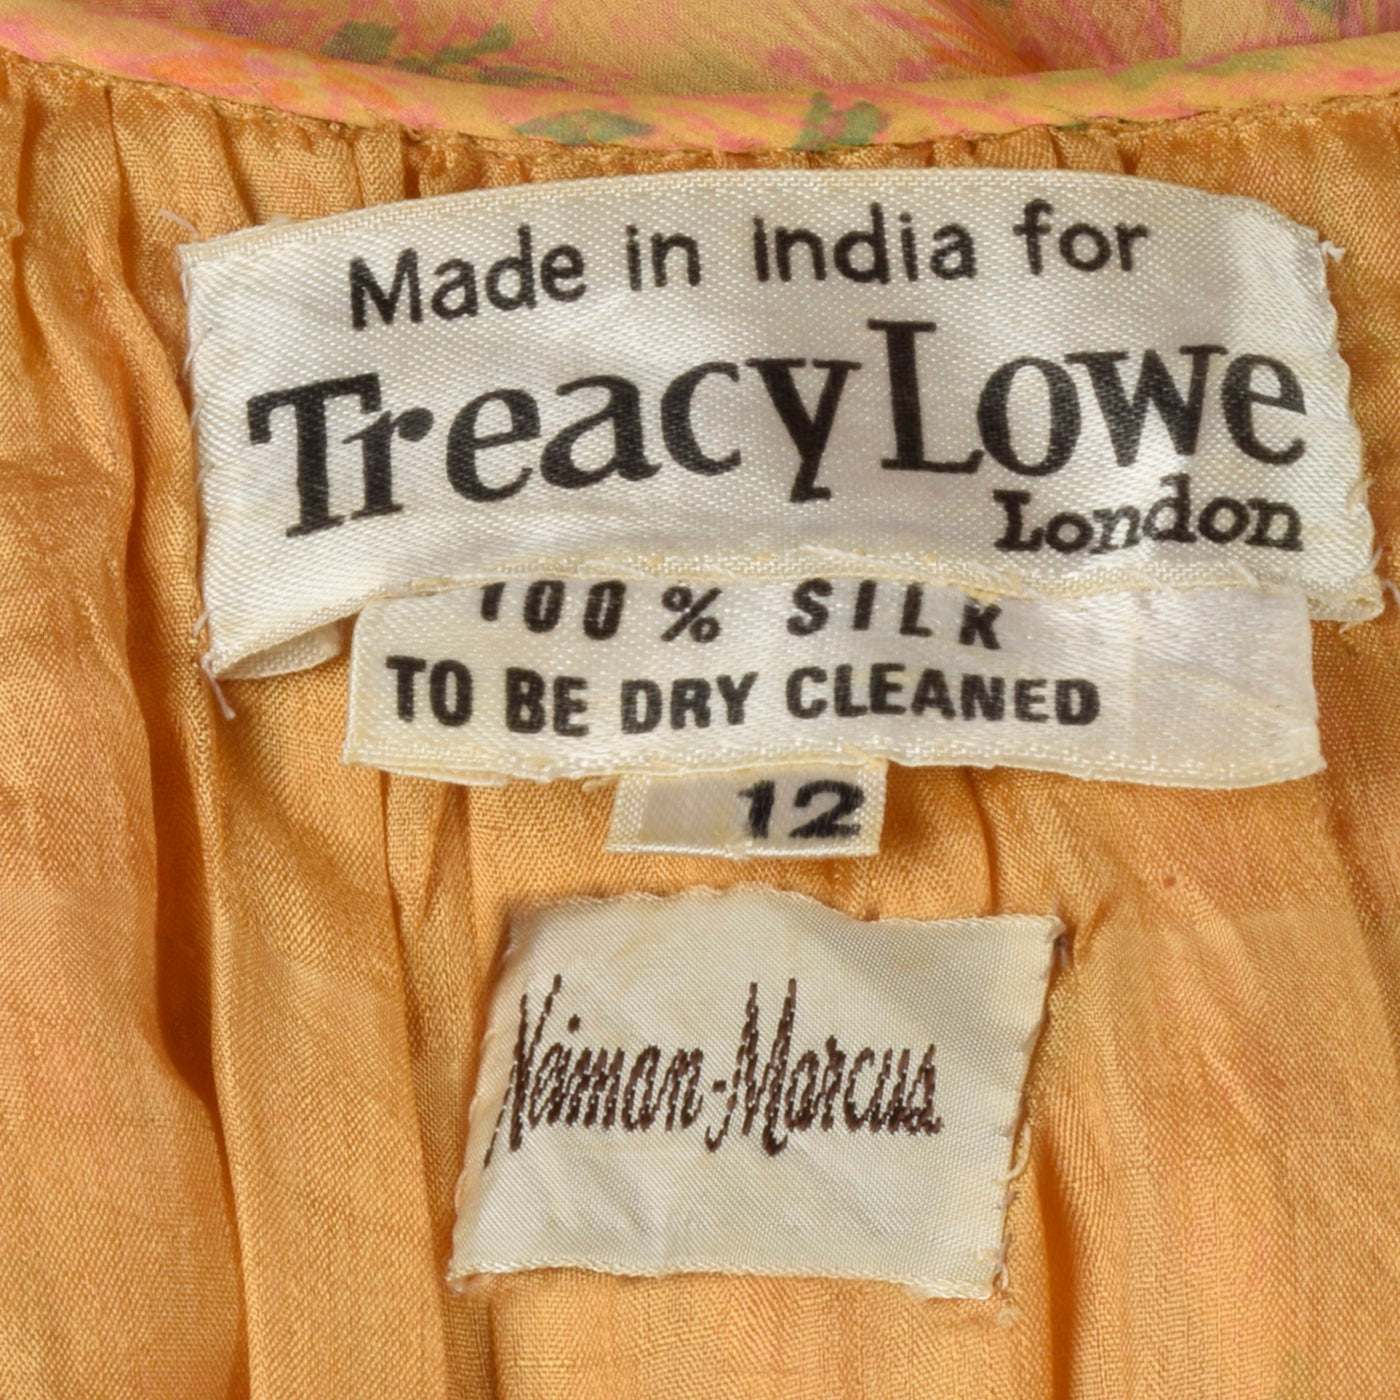 Made in India for
Treacy Lowe
London
100% SILK
TO BE DRY CLEANED
12
Neiman-Marcus